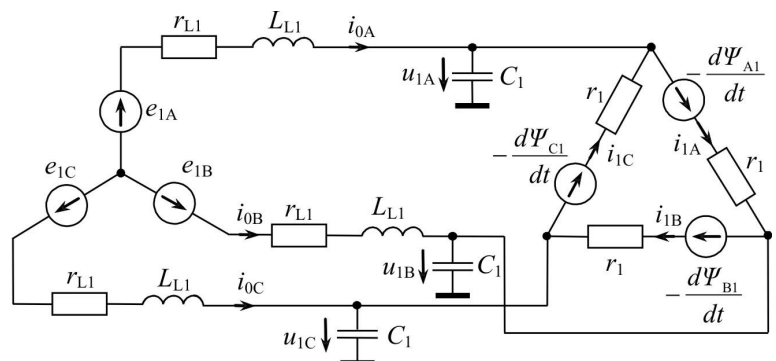 r_L1 L_L1 i_0A
u_1A C_1
e_1A
r_1
-dΨ_A1/dt
i_1A
r_1
-dΨ_C1/dt
i_1C
e_1C e_1B
i_0B r_L1 L_L1
i_1B
r_1
u_1B C_1
-dΨ_B1/dt
r_L1 L_L1 i_0C
u_1C C_1